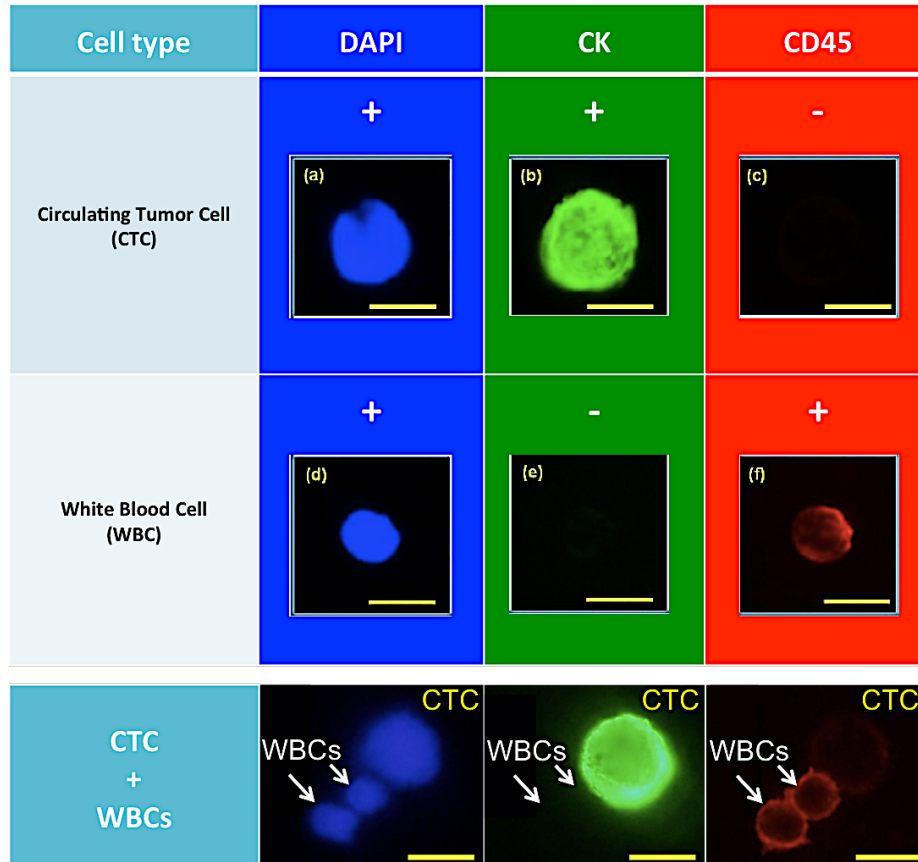 Cell type DAPI CK CD45
+ + -
(a) (b) (c)
Circulating Tumor Cell
(CTC)
+ - +
(d) (e) (f)
White Blood Cell
(WBC)
CTC CTC CTC
WBCs WBCs WBCs
CTC
+
WBCs